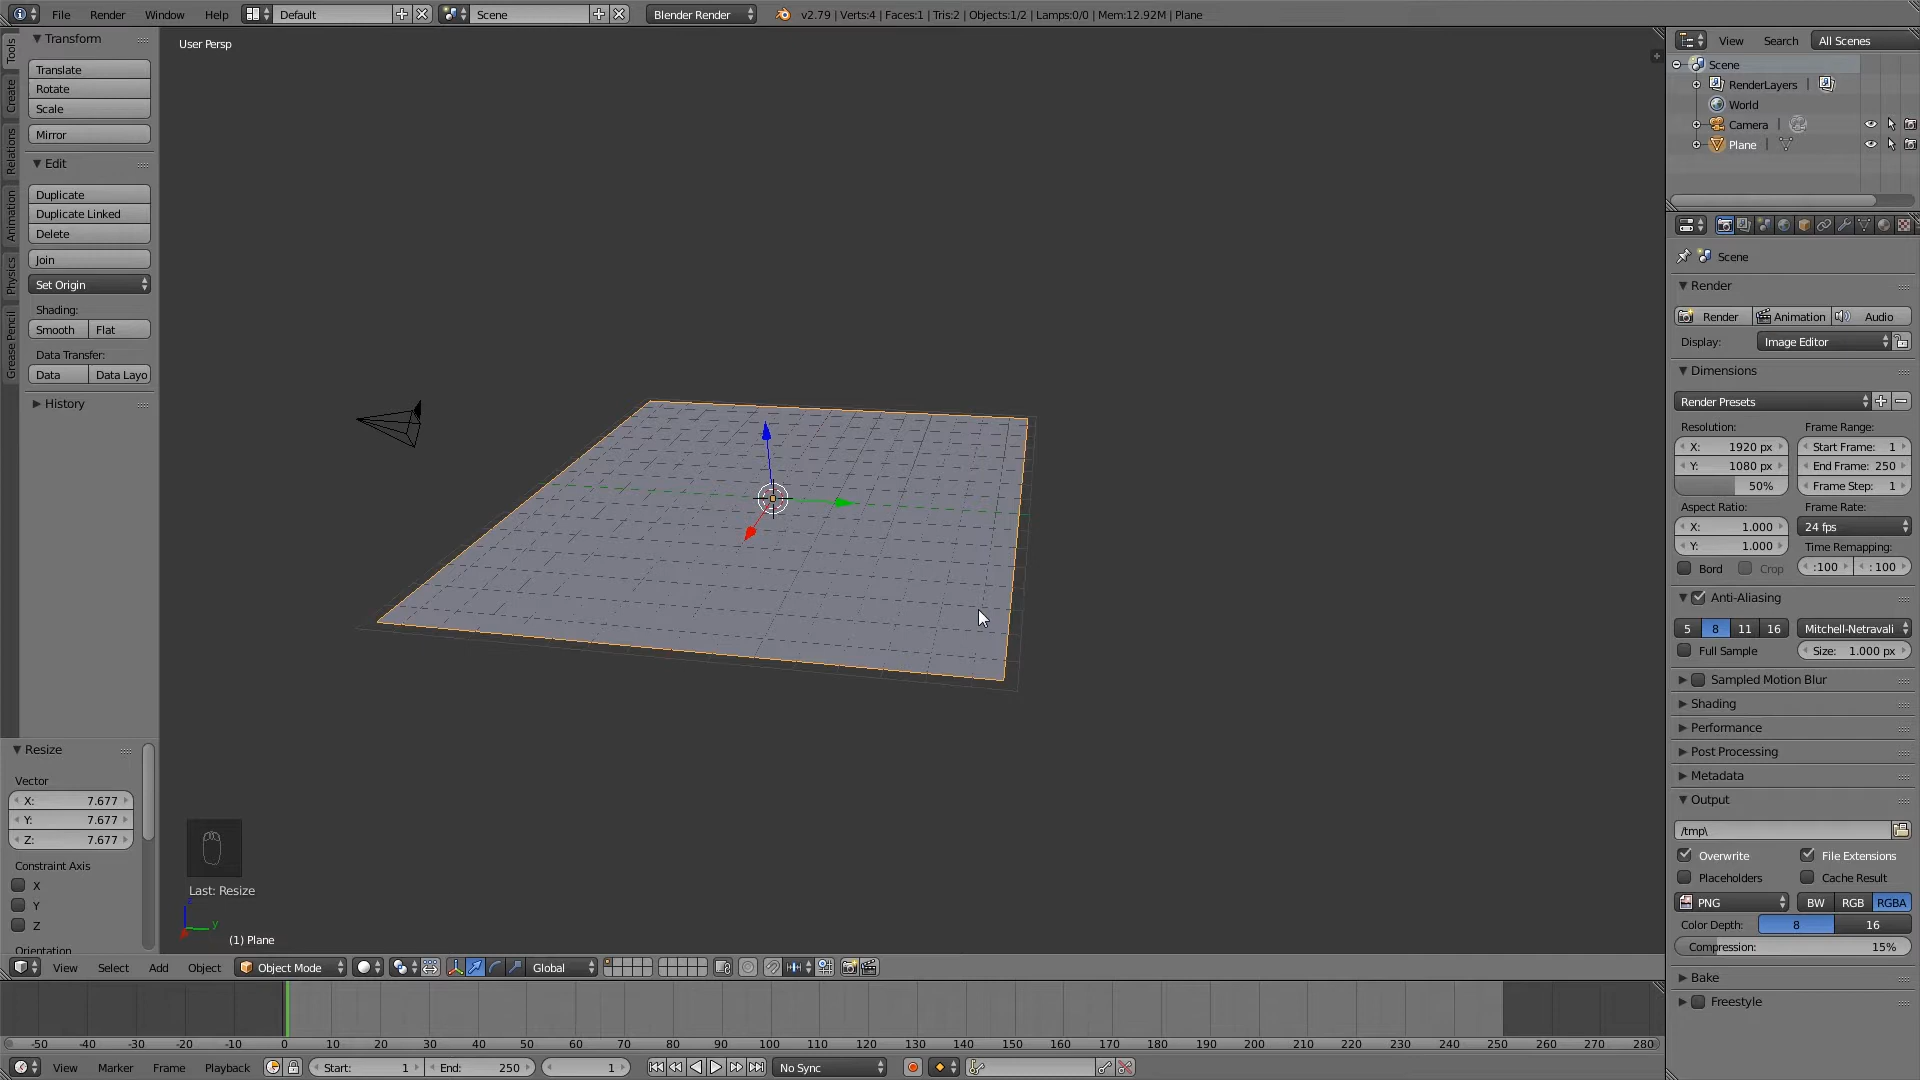 File Render Window Help Default Scene Blender Render v2.79 | Verts:4 | Faces:1 | Tris:2 | Objects:1/2 | Lamps:0/0 | Mem:12.92M | Plane
Tools
Create
Relations
Animation
Physics
Grease Pencil
Transform
Translate
Rotate
Scale
Mirror
Edit
Duplicate
Duplicate Linked
Delete
Join
Set Origin
Shading:
Smooth Flat
Data Transfer:
Data Data Layo
History
Resize
Vector
X: 7.677
Y: 7.677
Z: 7.677
Constraint Axis
X
Y
Z
Orientation
User Persp
Last: Resize
z
y
(1) Plane
View Select Add Object Object Mode Global
-50 -40 -30 -20 -10 0 10 20 30 40 50 60 70 80 90 100 110 120 130 140 150 160 170 180 190 200 210 220 230 240 250 260 270 280
View Marker Frame Playback Start: 1 End: 250 1 No Sync
View Search All Scenes
Scene
RenderLayers |
World
Camera |
Plane |
Scene
Render
Render Animation Audio
Display: Image Editor
Dimensions
Render Presets
Resolution: Frame Range:
X: 1920 px Start Frame: 1
Y: 1080 px End Frame: 250
50% Frame Step: 1
Aspect Ratio: Frame Rate:
X: 1.000 24 fps
Y: 1.000 Time Remapping:
Bord Crop :100 : 100
Anti-Aliasing
5 8 11 16 Mitchell-Netravali
Full Sample Size: 1.000 px
Sampled Motion Blur
Shading
Performance
Post Processing
Metadata
Output
/tmp\
Overwrite File Extensions
Placeholders Cache Result
PNG BW RGB RGBA
Color Depth: 8 16
Compression: 15%
Bake
Freestyle